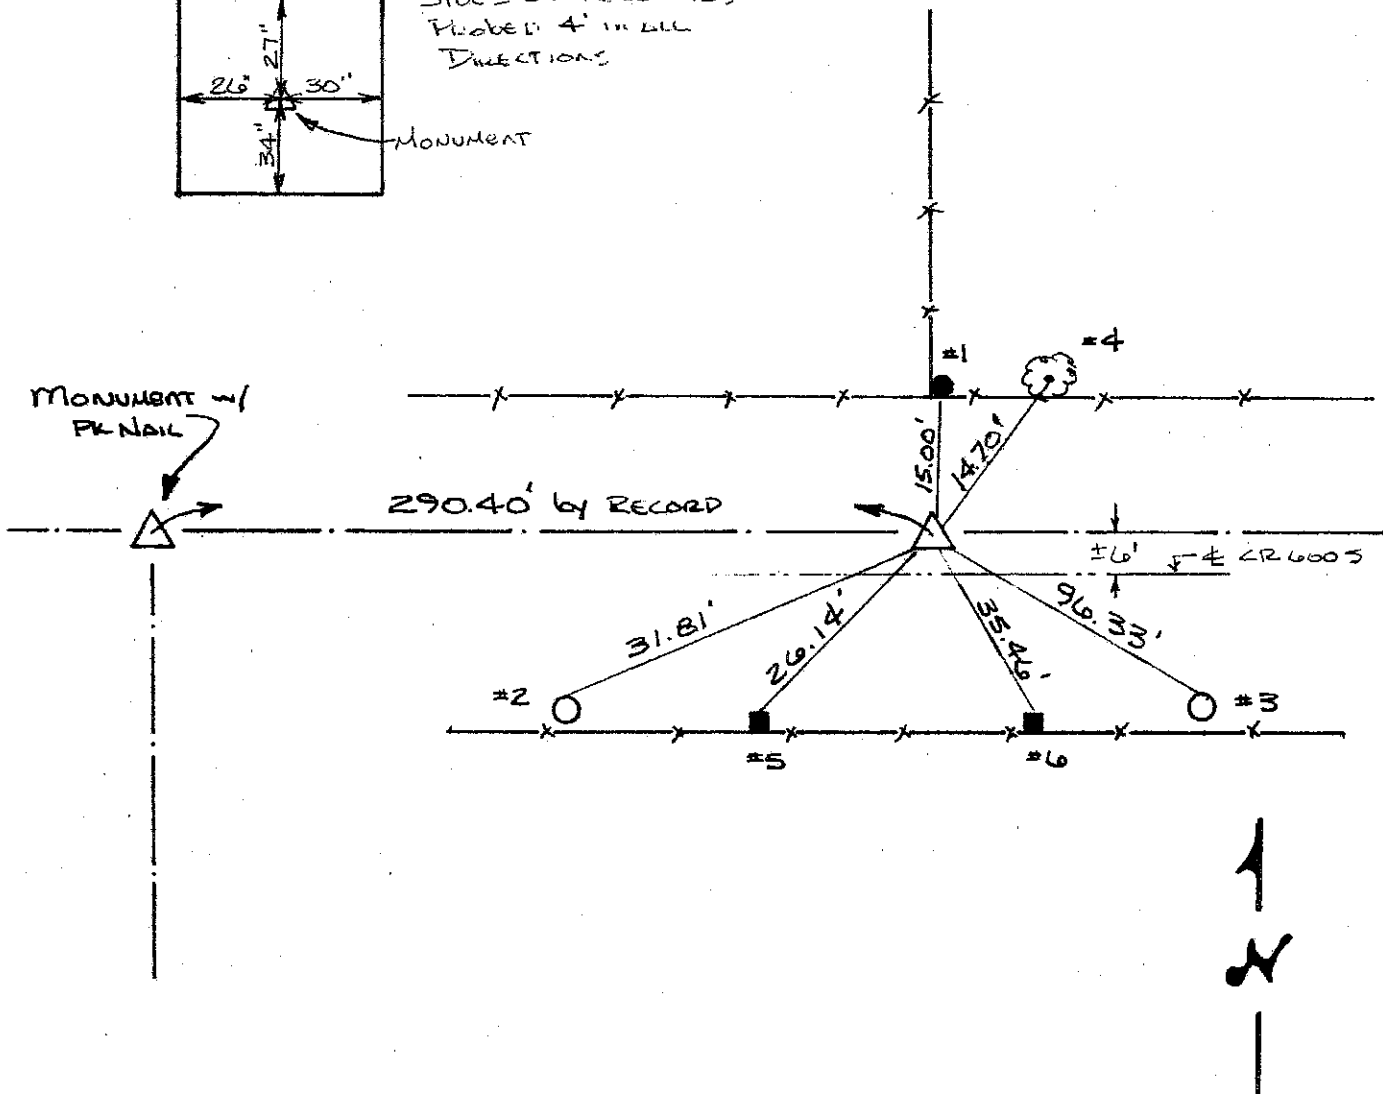 27"
Probed 4' in all
Directions
26" 30"
34"
Monument
#1
#4
Monument w/
PK Nail
15.00'
14.70'
290.40' by Record
±6'
℄ CR 600 S
31.81'
26.14'
35.46'
96.33'
#2
#3
#5
#6
N